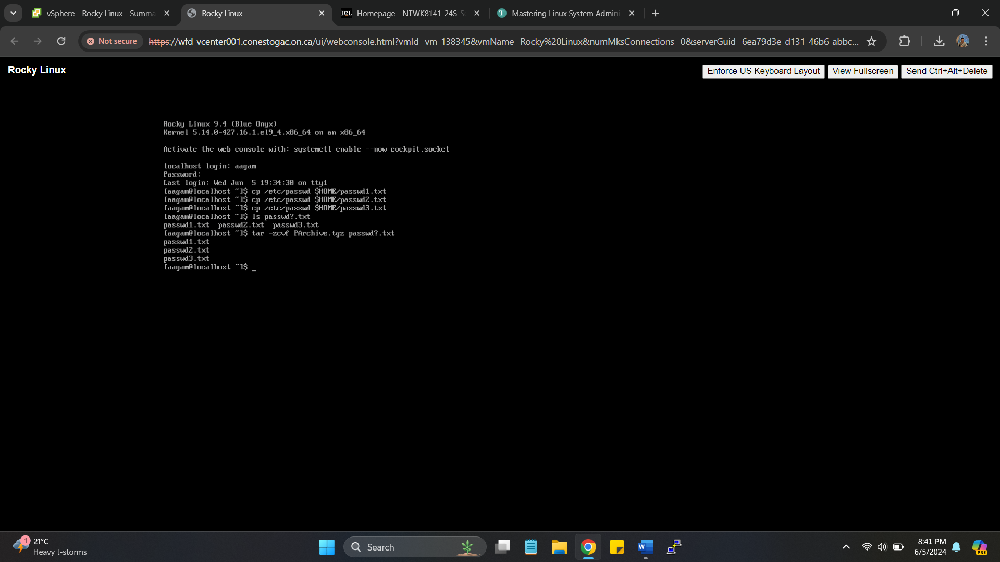 vSphere - Rocky Linux - Summa
Rocky Linux
D2L
Homepage - NTWK8141-24S-S
T
Mastering Linux System Admini
Not secure
https://wfd-vcenter001.conestogac.on.ca/ui/webconsole.html?vmId=vm-138345&vmName=Rocky%20Linux&numMksConnections=0&serverGuid=6ea79d3e-d131-46b6-abbc...
Rocky Linux
Enforce US Keyboard Layout
View Fullscreen
Send Ctrl+Alt+Delete
Rocky Linux 9.4 (Blue Onyx)
Kernel 5.14.0-427.16.1.el9_4.x86_64 on an x86_64
Activate the web console with: systemctl enable --now cockpit.socket
localhost login: aagam
Password:
Last login: Wed Jun  5 19:34:30 on tty1
[aagam@localhost ~]$ cp /etc/passwd $HOME/passwd1.txt
[aagam@localhost ~]$ cp /etc/passwd $HOME/passwd2.txt
[aagam@localhost ~]$ cp /etc/passwd $HOME/passwd3.txt
[aagam@localhost ~]$ ls passwd?.txt
passwd1.txt  passwd2.txt  passwd3.txt
[aagam@localhost ~]$ tar -zcvf PArchive.tgz passwd?.txt
passwd1.txt
passwd2.txt
passwd3.txt
[aagam@localhost ~]$ _
1
21°C
Heavy t-storms
Search
W
8:41 PM
6/5/2024
PRE